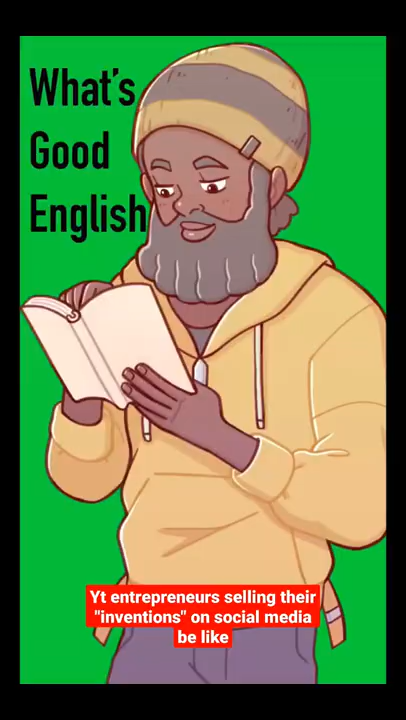 What's
Good
English
Yt entrepreneurs selling their
"inventions" on social media
be like